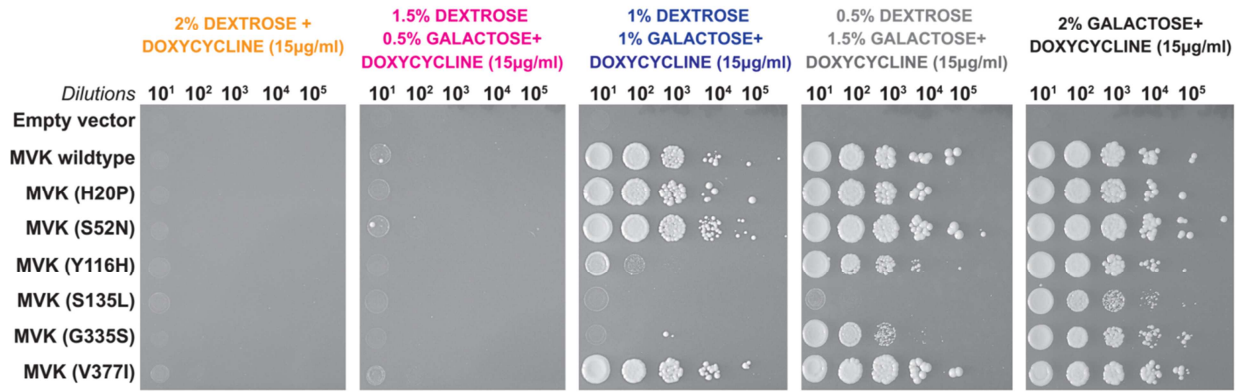 2% DEXTROSE +
DOXYCYCLINE (15µg/ml)
1.5% DEXTROSE
0.5% GALACTOSE+
DOXYCYCLINE (15µg/ml)
1% DEXTROSE
1% GALACTOSE+
DOXYCYCLINE (15µg/ml)
0.5% DEXTROSE
1.5% GALACTOSE+
DOXYCYCLINE (15µg/ml)
2% GALACTOSE+
DOXYCYCLINE (15µg/ml)
Dilutions 10¹ 10² 10³ 10⁴ 10⁵ 10¹ 10² 10³ 10⁴ 10⁵ 10¹ 10² 10³ 10⁴ 10⁵ 10¹ 10² 10³ 10⁴ 10⁵ 10¹ 10² 10³ 10⁴ 10⁵
Empty vector
MVK wildtype
MVK (H20P)
MVK (S52N)
MVK (Y116H)
MVK (S135L)
MVK (G335S)
MVK (V377I)